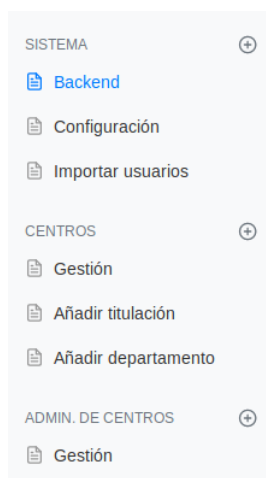 SISTEMA
Backend
Configuración
Importar usuarios
CENTROS
Gestión
Añadir titulación
Añadir departamento
ADMIN. DE CENTROS
Gestión